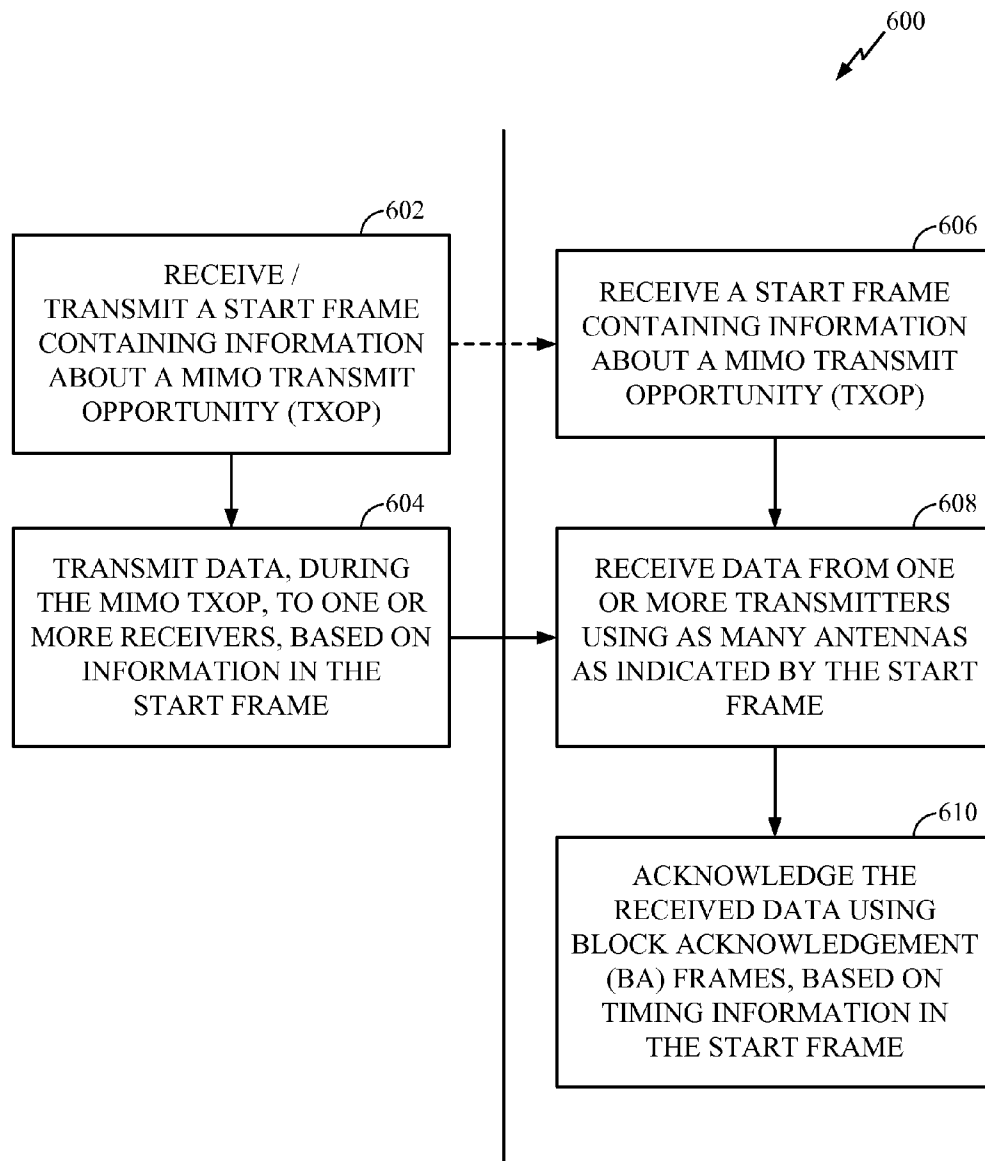 600
602
RECEIVE /
TRANSMIT A START FRAME
CONTAINING INFORMATION
ABOUT A MIMO TRANSMIT
OPPORTUNITY (TXOP)
604
TRANSMIT DATA, DURING
THE MIMO TXOP, TO ONE OR
MORE RECEIVERS, BASED ON
INFORMATION IN THE
START FRAME
606
RECEIVE A START FRAME
CONTAINING INFORMATION
ABOUT A MIMO TRANSMIT
OPPORTUNITY (TXOP)
608
RECEIVE DATA FROM ONE
OR MORE TRANSMITTERS
USING AS MANY ANTENNAS
AS INDICATED BY THE START
FRAME
610
ACKNOWLEDGE THE
RECEIVED DATA USING
BLOCK ACKNOWLEDGEMENT
(BA) FRAMES, BASED ON
TIMING INFORMATION IN
THE START FRAME